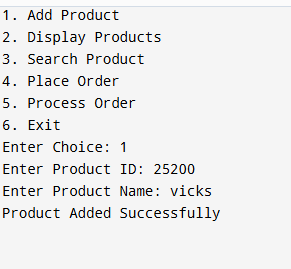 1. Add Product
2. Display Products
3. Search Product
4. Place Order
5. Process Order
6. Exit
Enter Choice: 1
Enter Product ID: 25200
Enter Product Name: vicks
Product Added Successfully